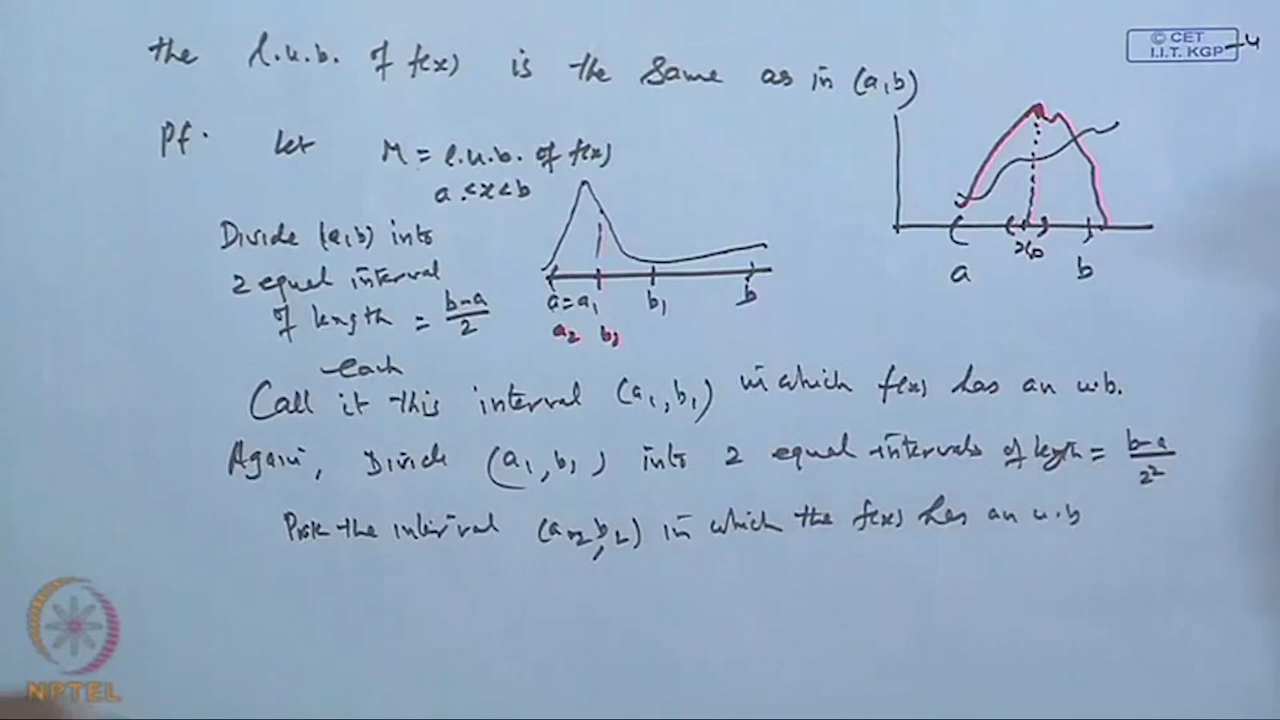 © CET
I.I.T. KGP
-4
the l.u.b. of f(x) is the same as in (a,b)
Pf. Let M = l.u.b. of f(x)
a < x < b
Divide (a,b) into
2 equal interval
of length = b-a/2
each
a = a1 b1 b
a2 b2
x0
a b
Call it this interval (a1, b1) in which f(x) has an u.b.
Again, Divide (a1, b1) into 2 equal intervals of length = b-a/2²
Pick the interval (a2, b2) in which the f(x) has an u.b
NPTEL